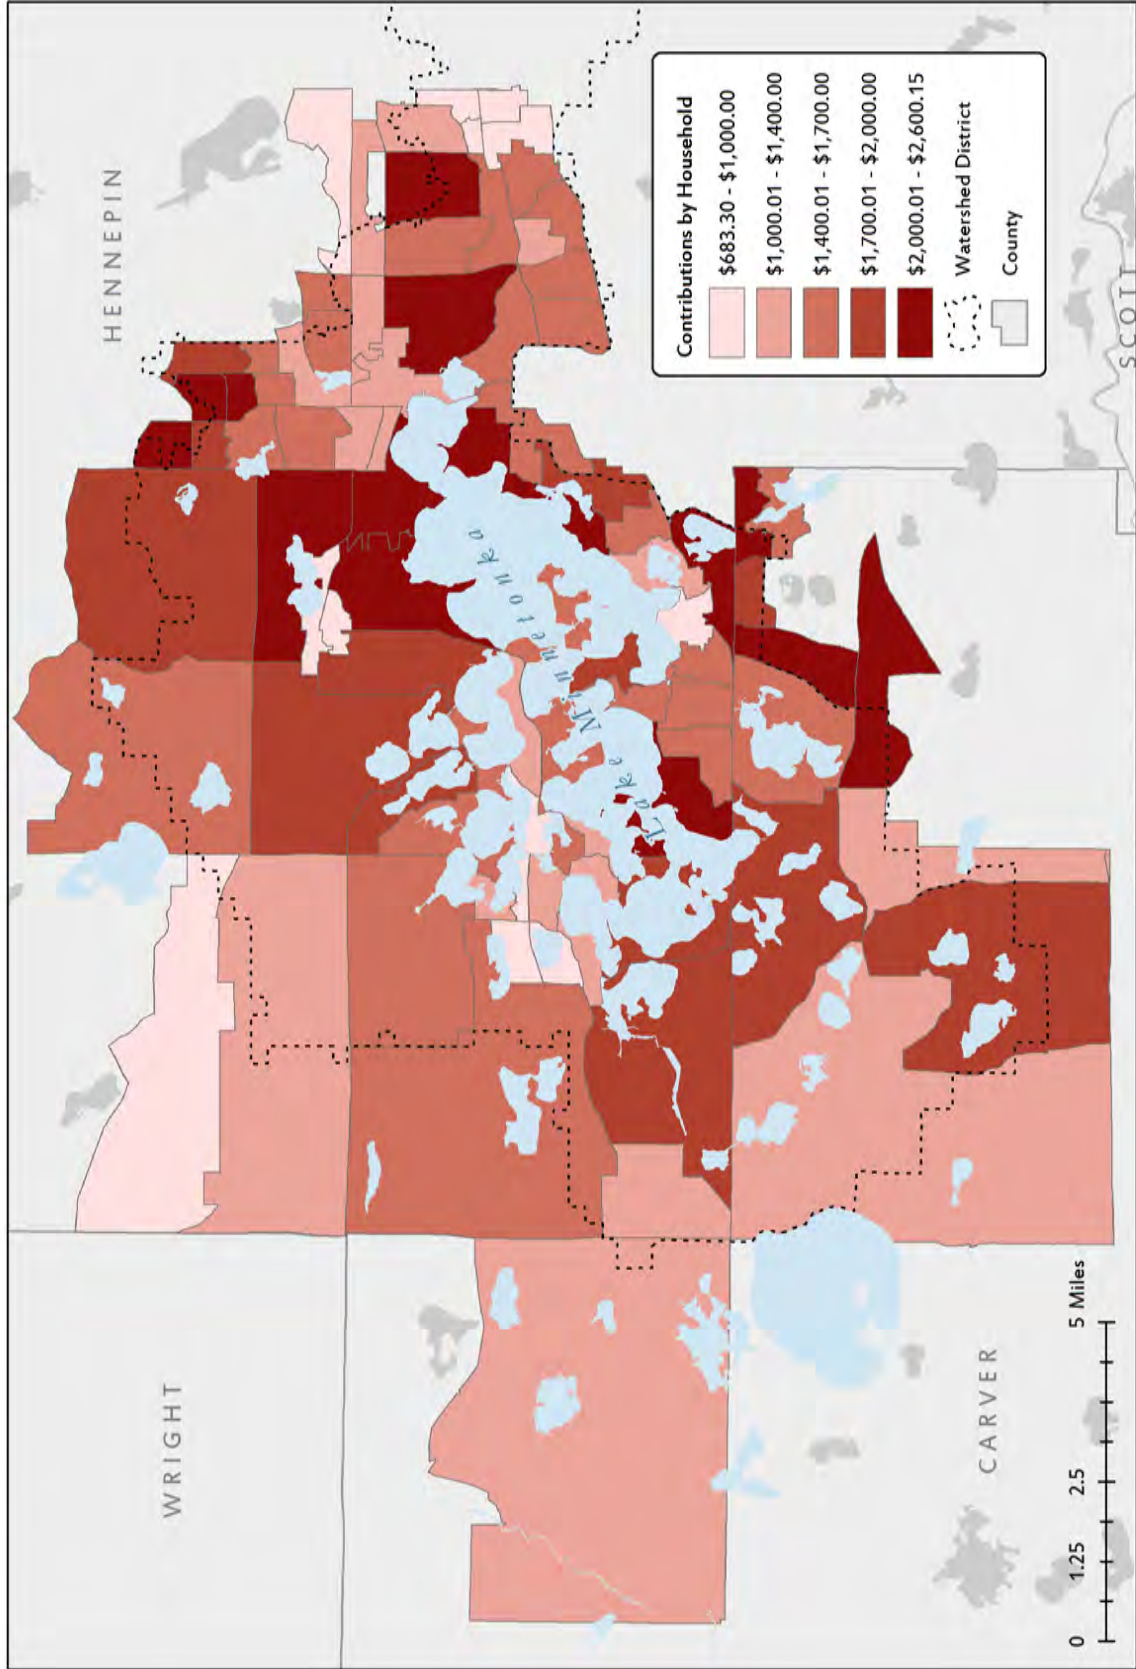 HENNEPIN
WRIGHT
Lake Minnetonka
CARVER
SCOTT
0 1.25 2.5 5 Miles
Contributions by Household
$683.30 - $1,000.00
$1,000.01 - $1,400.00
$1,400.01 - $1,700.00
$1,700.01 - $2,000.00
$2,000.01 - $2,600.15
Watershed District
County